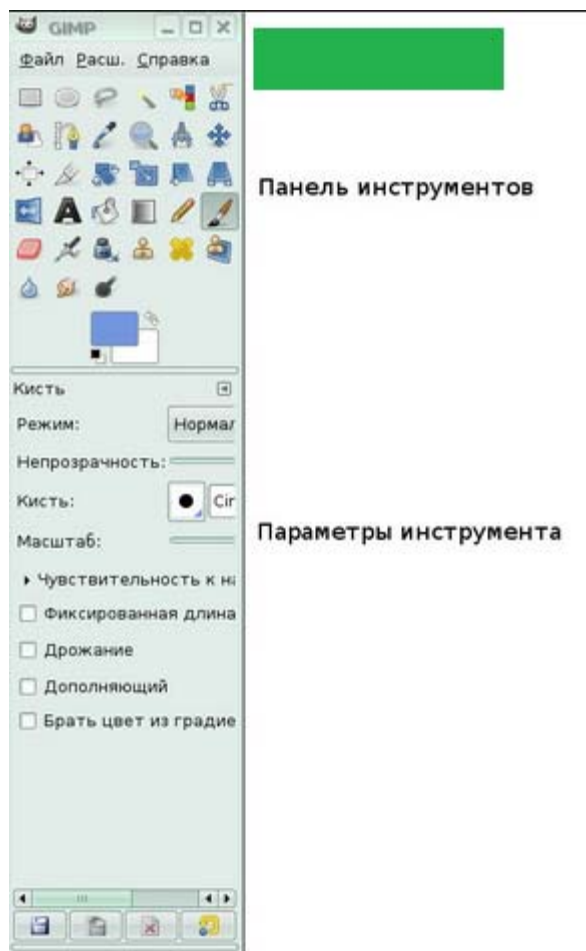 GIMP
Файл Расш. Справка
Панель инструментов
Кисть
Режим: Нормал
Непрозрачность:
Кисть: Cir
Параметры инструмента
Масштаб:
Чувствительность к на
Фиксированная длина
Дрожание
Дополняющий
Брать цвет из градие